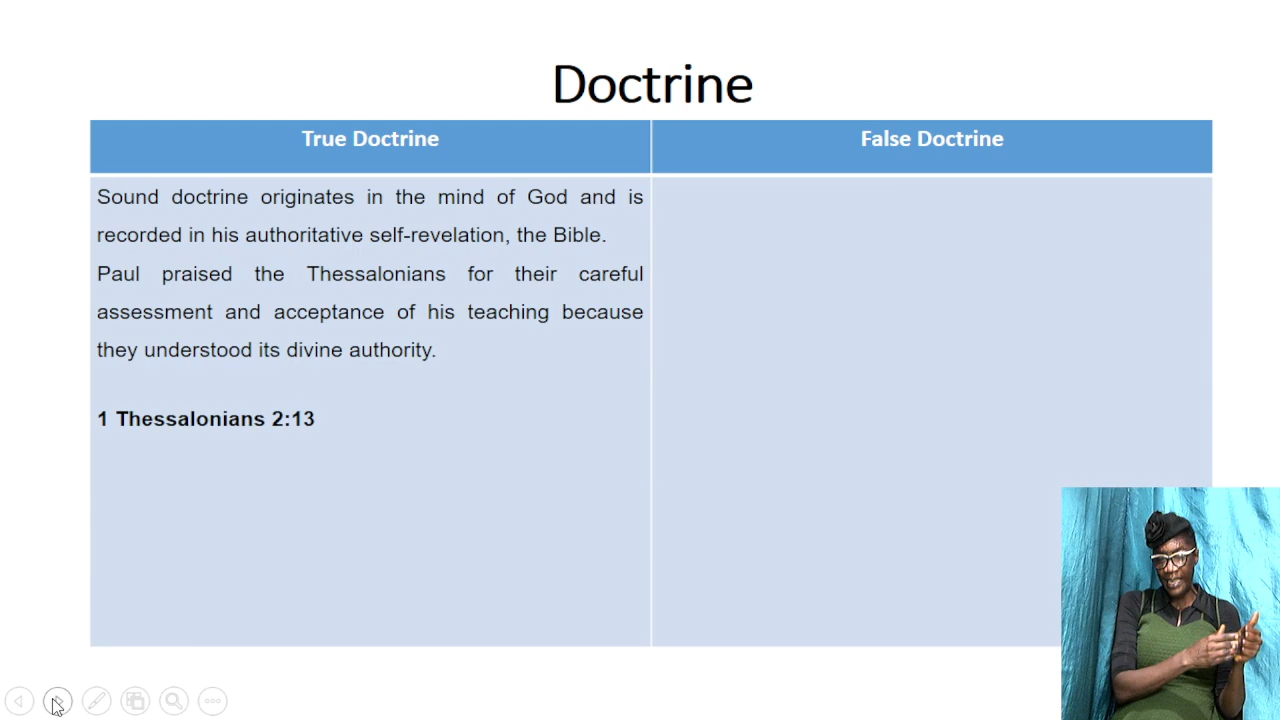 Doctrine
True Doctrine
False Doctrine
Sound doctrine originates in the mind of God and is
recorded in his authoritative self-revelation, the Bible.
Paul praised the Thessalonians for their careful
assessment and acceptance of his teaching because
they understood its divine authority.
1 Thessalonians 2:13